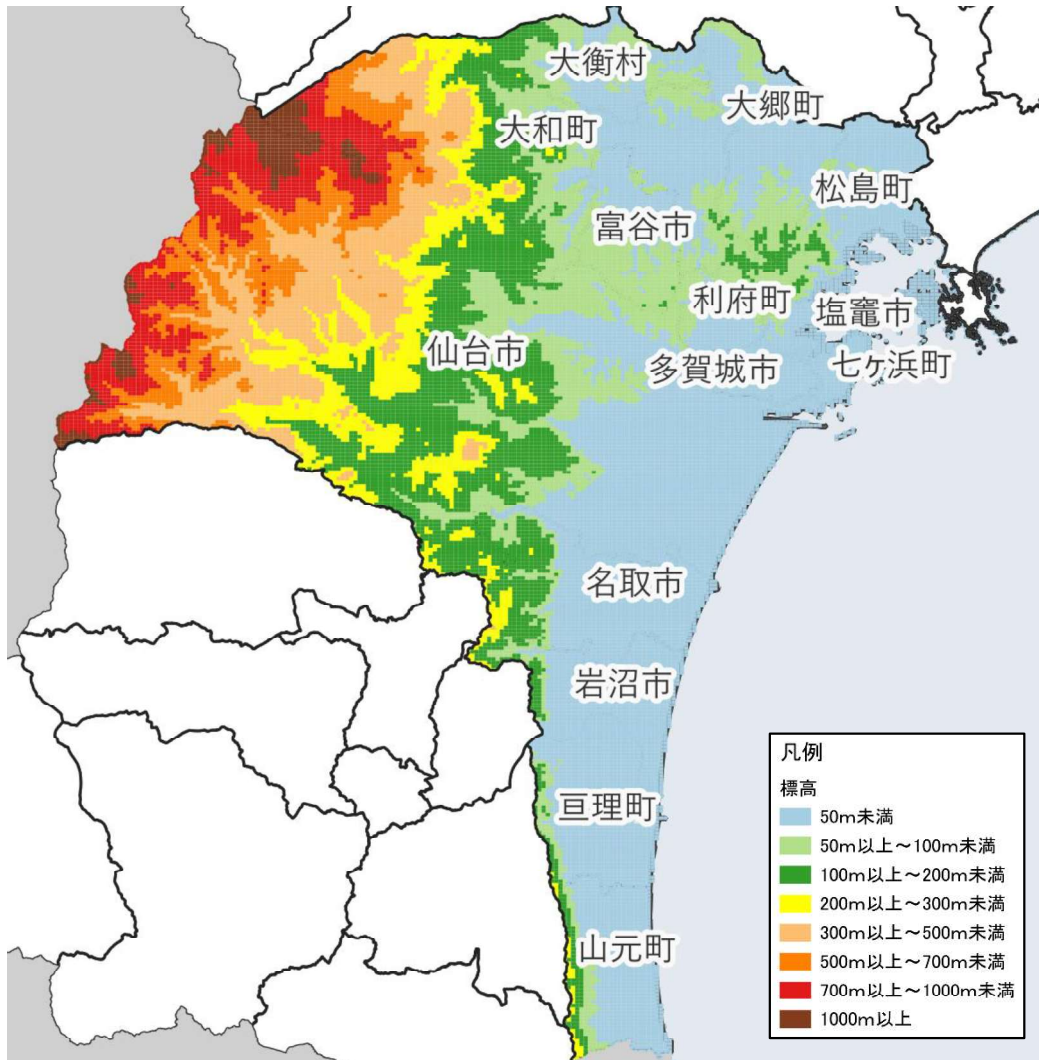 大衡村
大郷町
大和町
松島町
富谷市
利府町
塩竈市
仙台市
多賀城市
七ヶ浜町
名取市
岩沼市
亘理町
山元町
凡例
標高
50m未満
50m以上～100m未満
100m以上～200m未満
200m以上～300m未満
300m以上～500m未満
500m以上～700m未満
700m以上～1000m未満
1000m以上